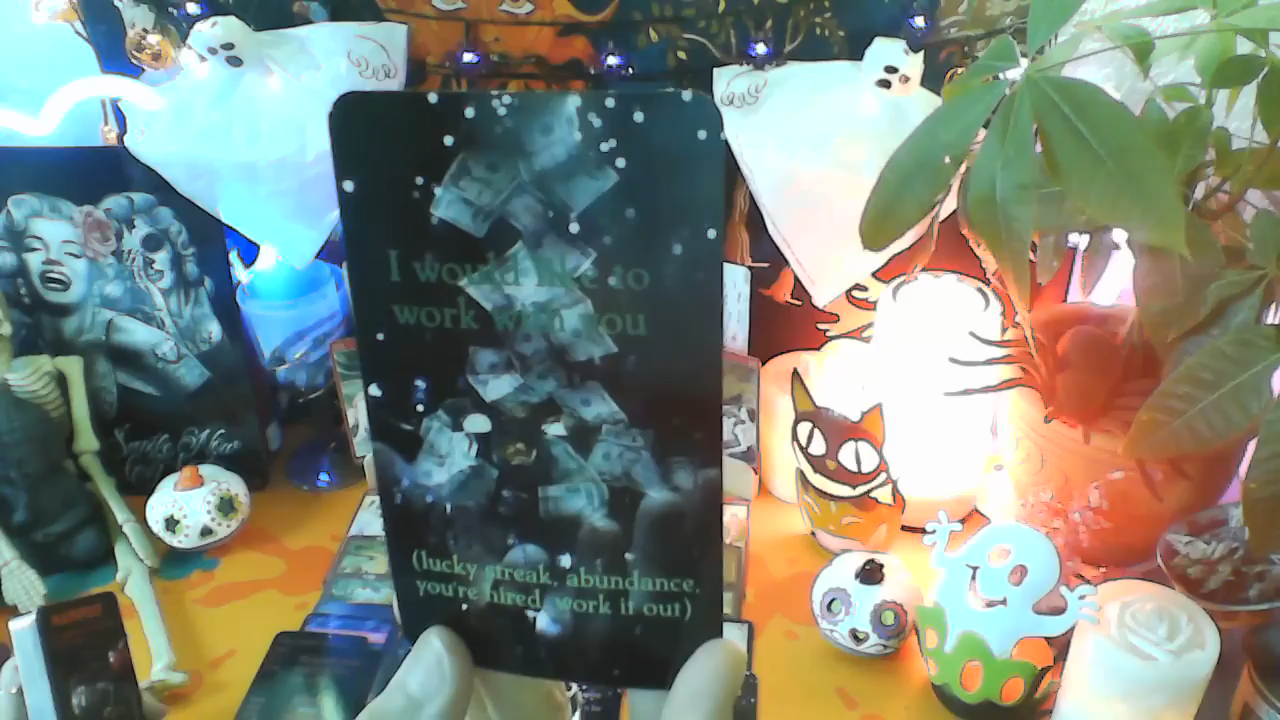 I would like to
work with you
(lucky streak, abundance,
you're hired, work it out)